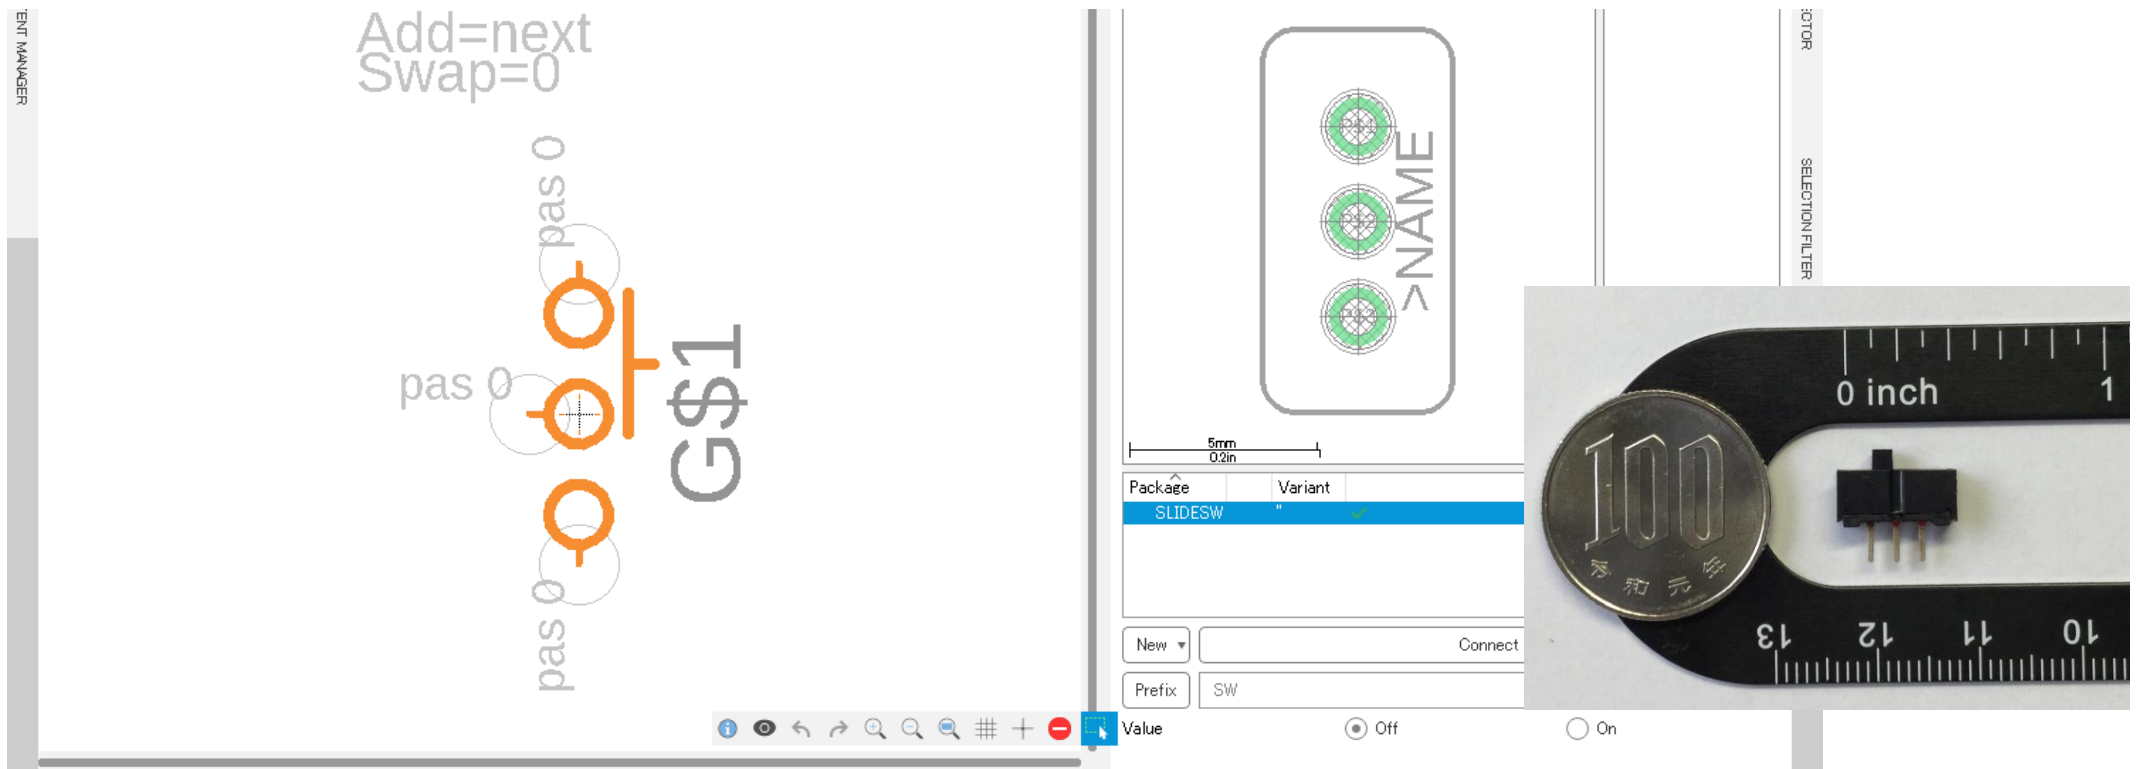 ENT MANAGER
Add=next
Swap=0
pas 0
pas 0
pas 0
G$1
>NAME
5mm
0.2in
Package
Variant
SLIDESW
"
New
Connect
Prefix
SW
Value
Off
On
CTOR
SELECTION FILTER
0 inch
1
100
令和元年
13
12
11
10